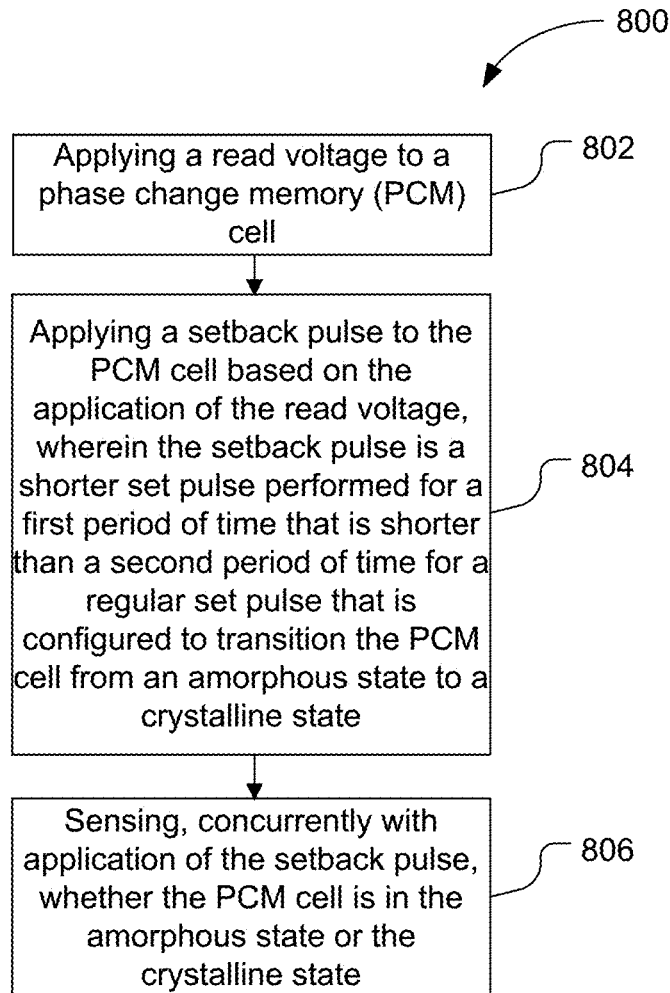 800
Applying a read voltage to a
phase change memory (PCM)
cell
802
Applying a setback pulse to the
PCM cell based on the
application of the read voltage,
wherein the setback pulse is a
shorter set pulse performed for a
first period of time that is shorter
than a second period of time for a
regular set pulse that is
configured to transition the PCM
cell from an amorphous state to a
crystalline state
804
Sensing, concurrently with
application of the setback pulse,
whether the PCM cell is in the
amorphous state or the
crystalline state
806